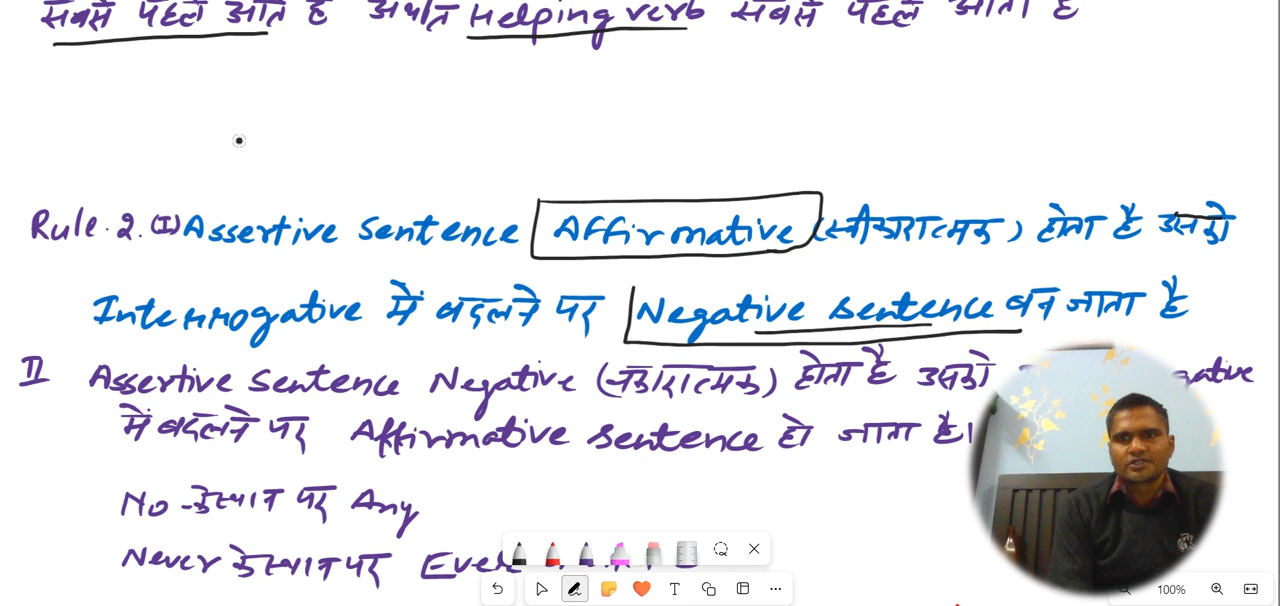 सबसे पहले आते है अर्थात Helping verb सबसे पहले आता है
Rule. 2. (I) Assertive Sentence Affirmative (स्वीकारात्मक) होता है उसको
Interrogative में बदलने पर Negative sentence बन जाता है
II Assertive Sentence Negative (नकारात्मक) होता है उसको
में बदलने पर Affirmative sentence हो जाता है।
No के स्थान पर Any
Never के स्थान पर Ever
100%